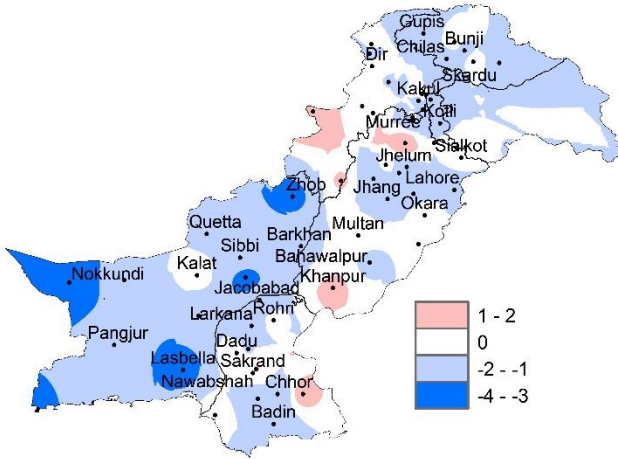 Gupis
Bunji
Dir
Chilas
Skardu
Kakul
Kotli
Murree
Sialkot
Jhelum
Zhob
Jhang
Lahore
Okara
Quetta
Multan
Barkhan
Sibbi
Bahawalpur
Nokkundi
Kalat
Khanpur
Jacobabad
Larkana
Rohri
1 - 2
Pangjur
Dadu
0
Lasbella
Sakrand
-2 - -1
Nawabshah
Chhor
-4 - -3
Badin